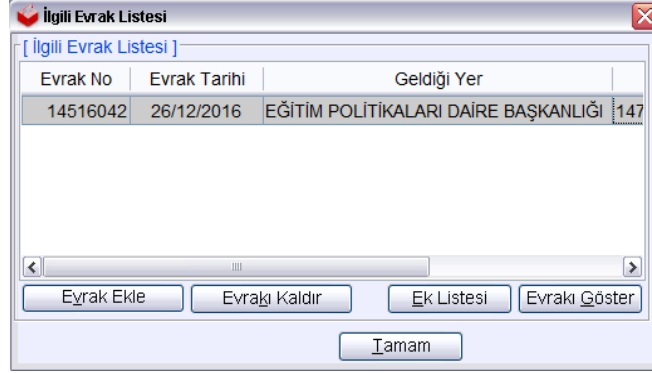 İlgili Evrak Listesi
[ İlgili Evrak Listesi ]
Evrak No Evrak Tarihi Geldiği Yer
14516042 26/12/2016 EĞİTİM POLİTİKALARI DAİRE BAŞKANLIĞI 147
Evrak Ekle Evrakı Kaldır Ek Listesi Evrakı Göster
Tamam